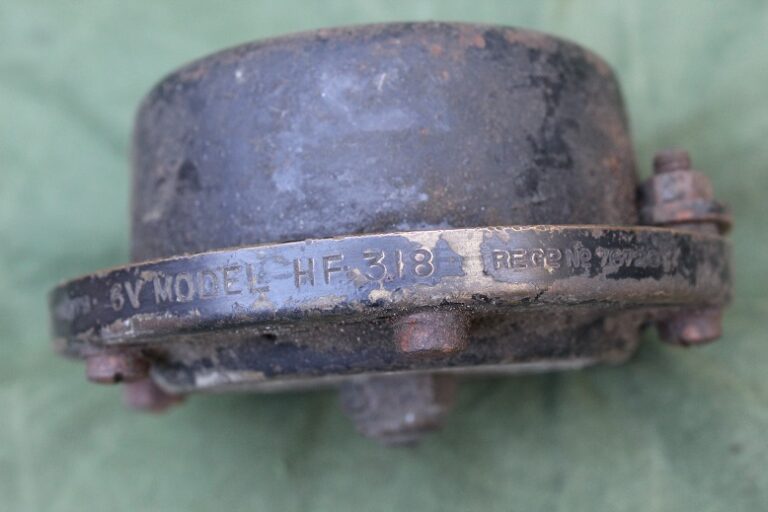 6V MODEL HF 318 REGD No